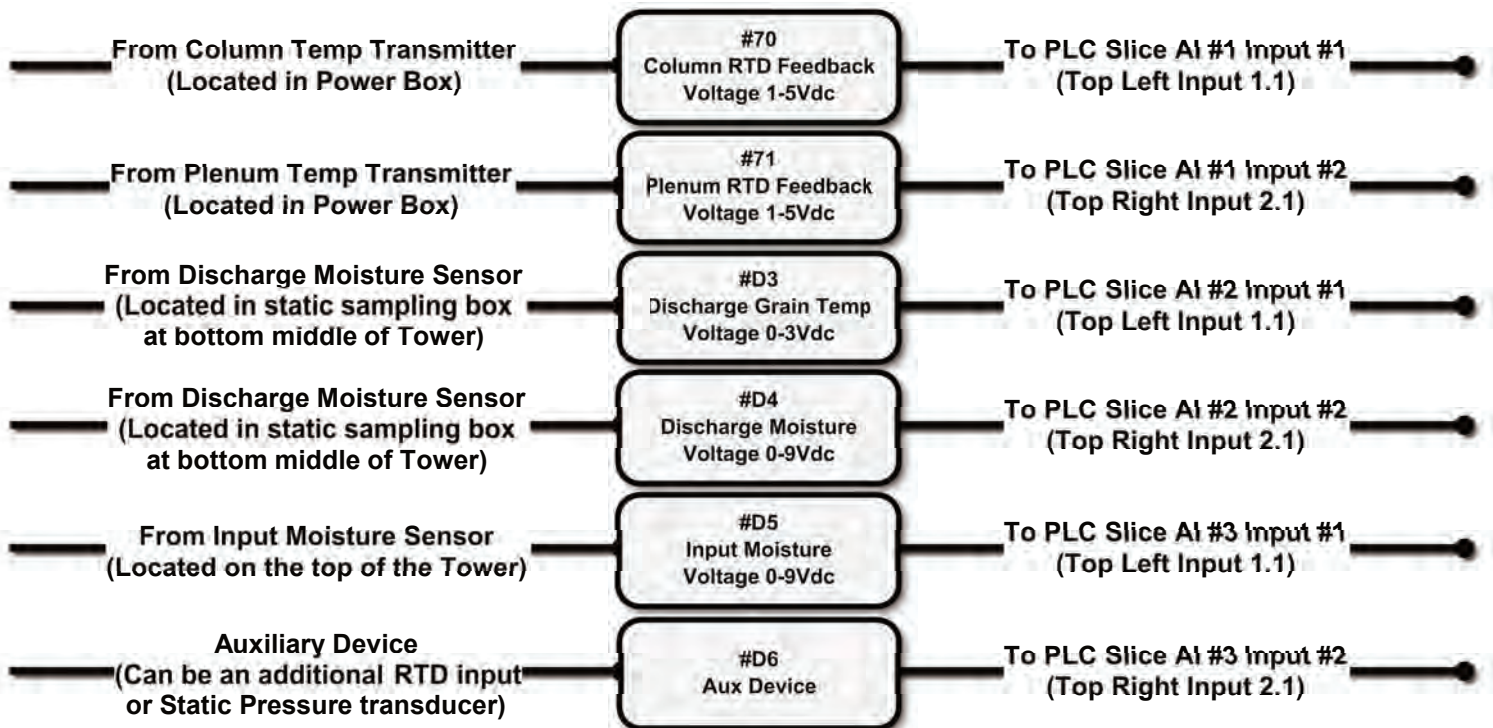 From Column Temp Transmitter
(Located in Power Box)
#70
Column RTD Feedback
Voltage 1-5Vdc
To PLC Slice AI #1 Input #1
(Top Left Input 1.1)
From Plenum Temp Transmitter
(Located in Power Box)
#71
Plenum RTD Feedback
Voltage 1-5Vdc
To PLC Slice AI #1 Input #2
(Top Right Input 2.1)
From Discharge Moisture Sensor
(Located in static sampling box
at bottom middle of Tower)
#D3
Discharge Grain Temp
Voltage 0-3Vdc
To PLC Slice AI #2 Input #1
(Top Left Input 1.1)
From Discharge Moisture Sensor
(Located in static sampling box
at bottom middle of Tower)
#D4
Discharge Moisture
Voltage 0-9Vdc
To PLC Slice AI #2 Input #2
(Top Right Input 2.1)
From Input Moisture Sensor
(Located on the top of the Tower)
#D5
Input Moisture
Voltage 0-9Vdc
To PLC Slice AI #3 Input #1
(Top Left Input 1.1)
Auxiliary Device
(Can be an additional RTD input
or Static Pressure transducer)
#D6
Aux Device
To PLC Slice AI #3 Input #2
(Top Right Input 2.1)